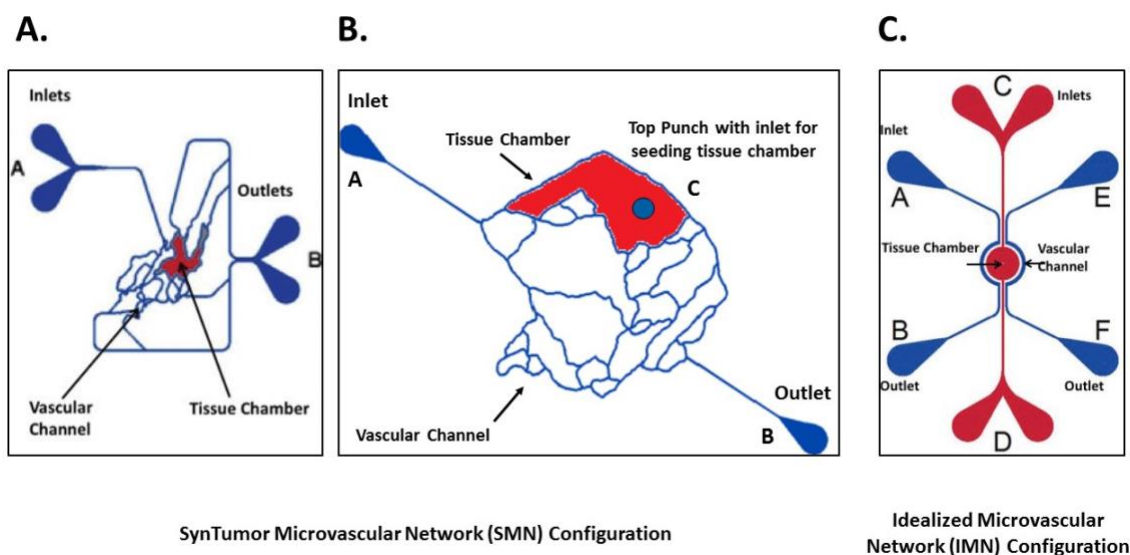 A.
B.
C.
Inlets
A
Outlets
B
Vascular
Channel
Tissue Chamber
Inlet
A
Tissue Chamber
Top Punch with inlet for
seeding tissue chamber
C
Vascular Channel
Outlet
B
C
Inlets
Inlet
A
E
Tissue Chamber
Vascular
Channel
B
F
Outlet
Outlet
D
SynTumor Microvascular Network (SMN) Configuration
Idealized Microvascular
Network (IMN) Configuration